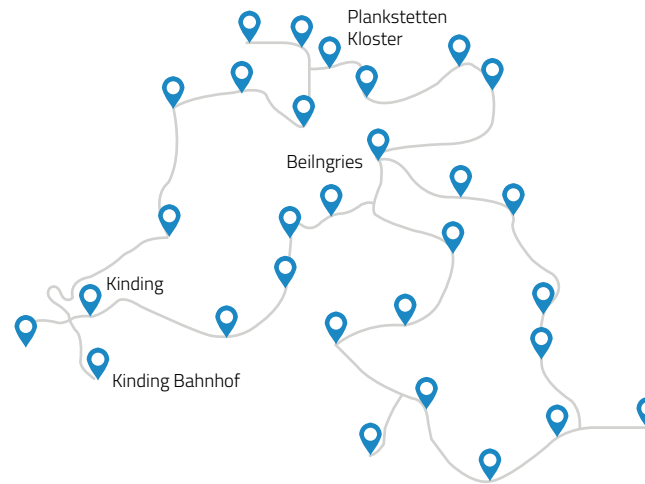 Plankstetten
Kloster
Beilngries
Kinding
Kinding Bahnhof